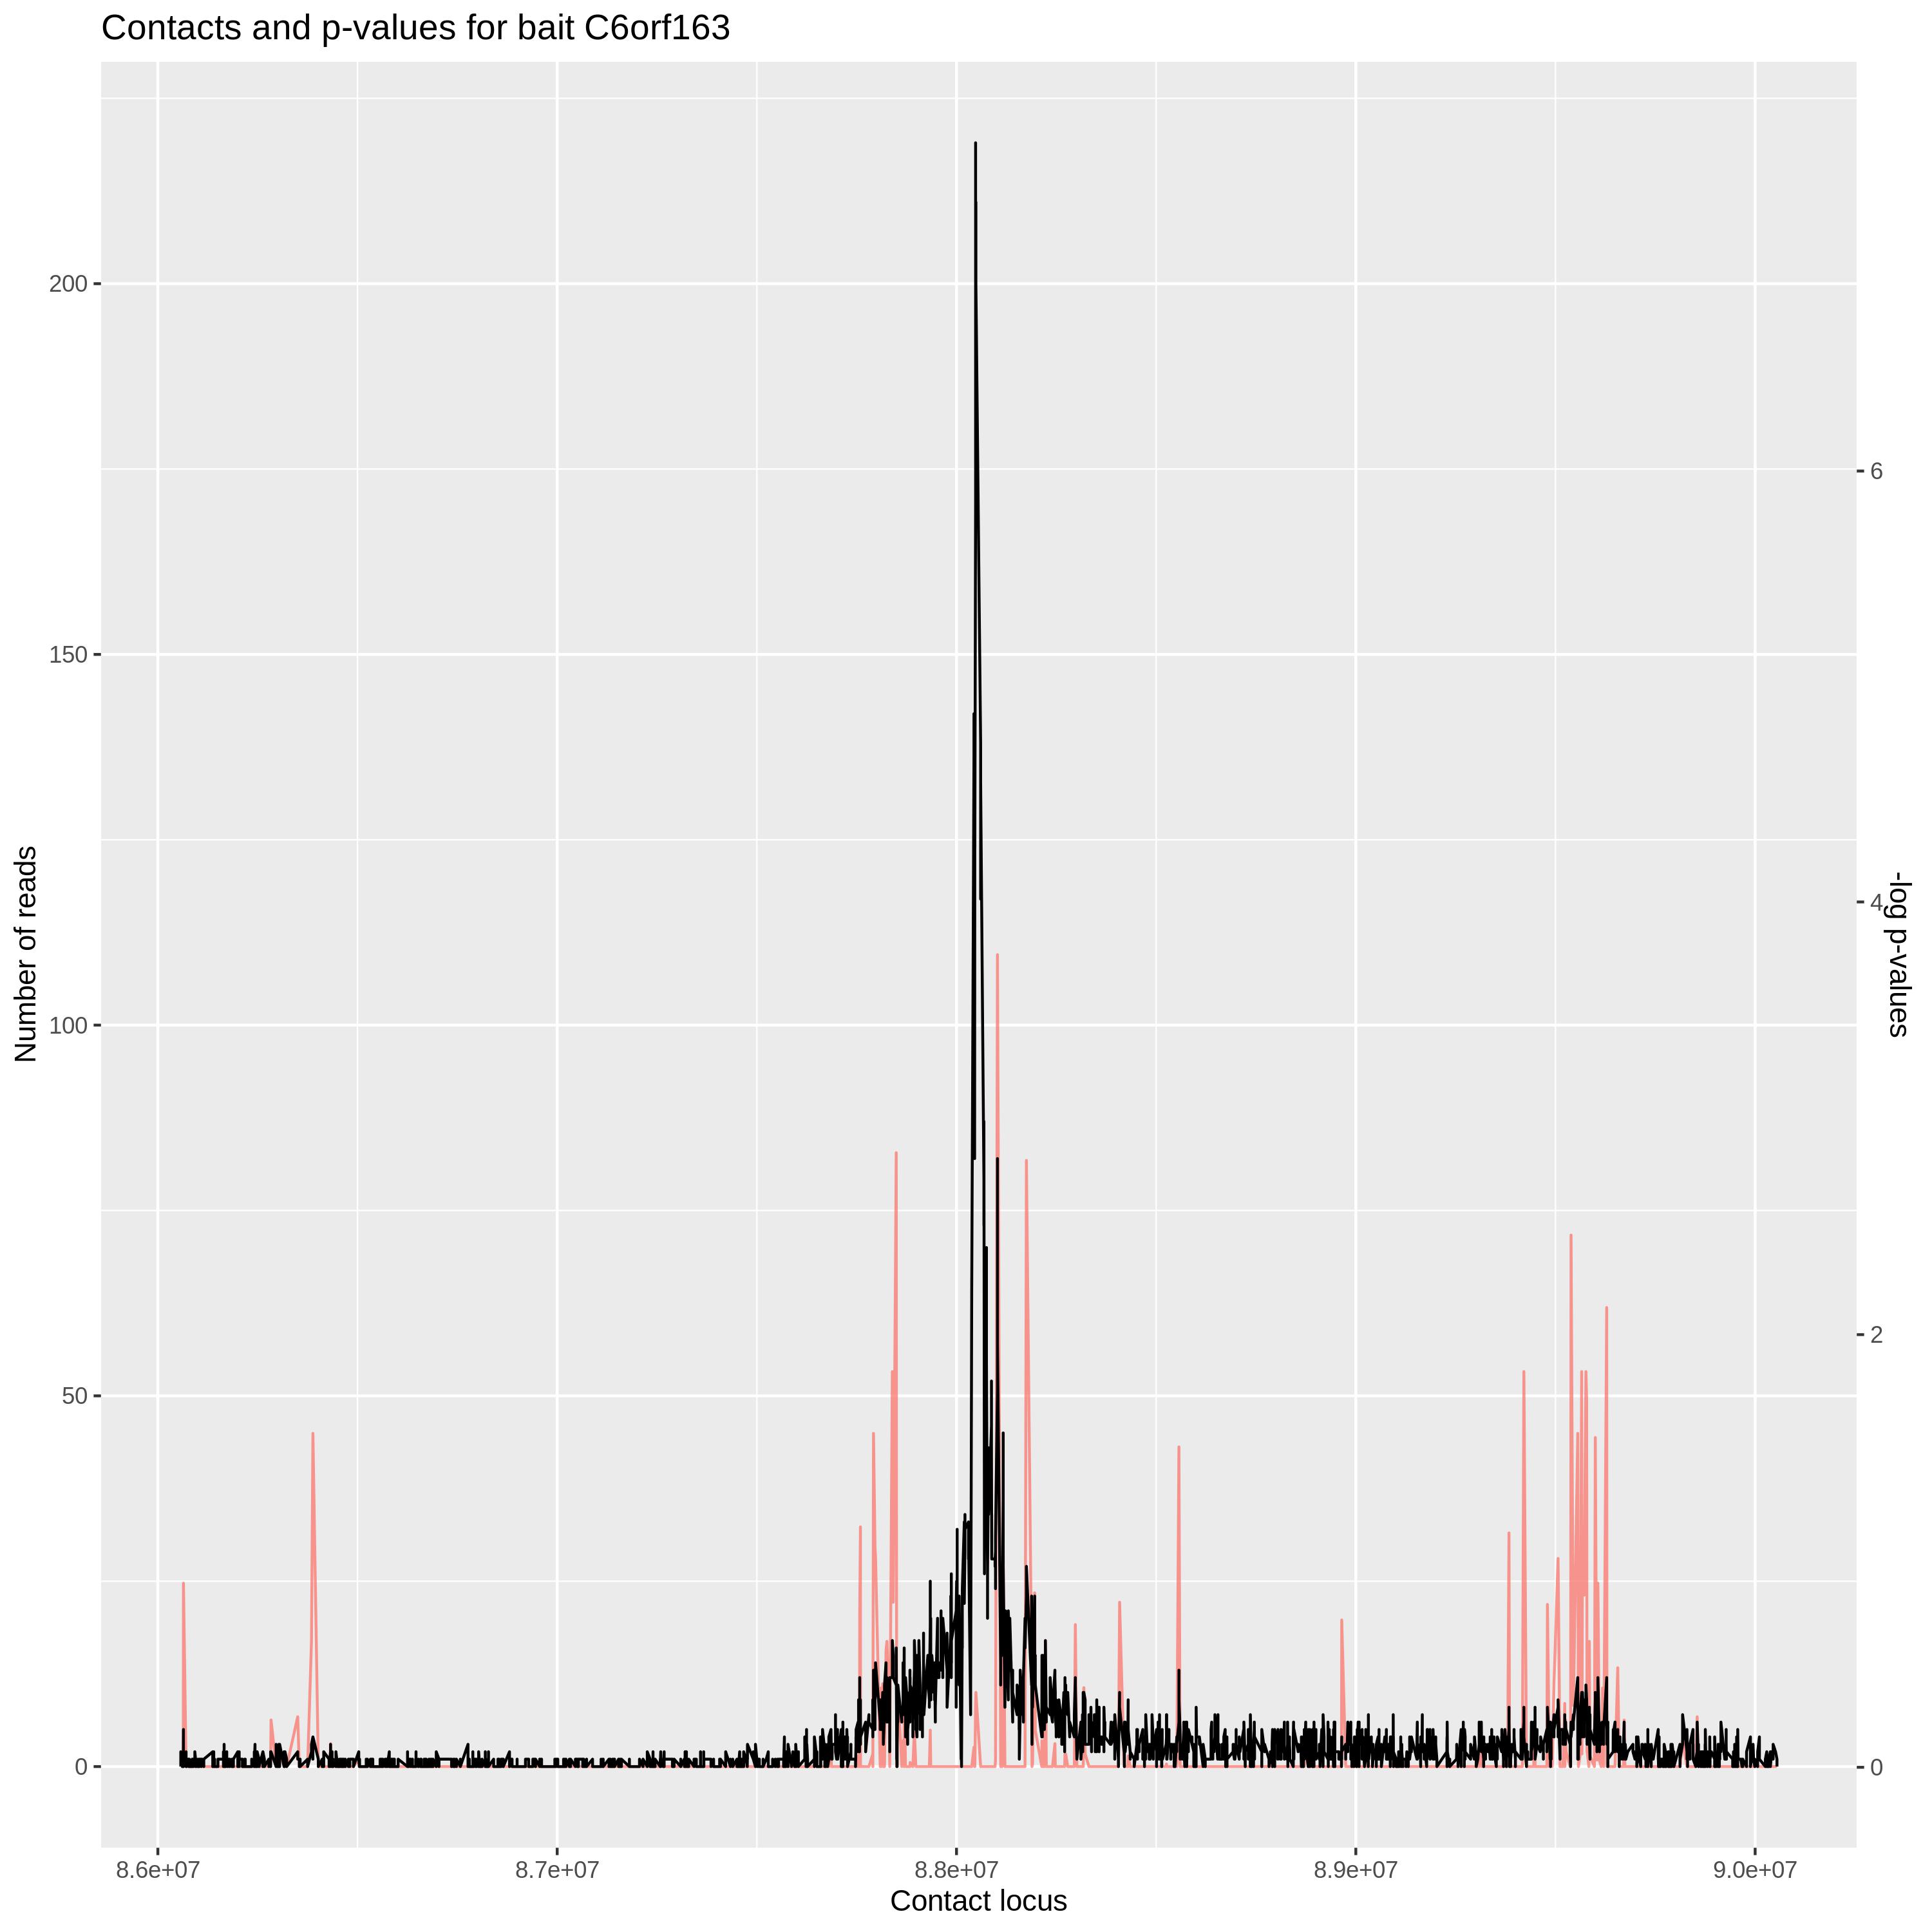 Contacts and p-values for bait C6orf163
Number of reads
200
150
100
50
0
6
4
2
0
-log p-values
8.6e+07 8.7e+07 8.8e+07 8.9e+07 9.0e+07
Contact locus